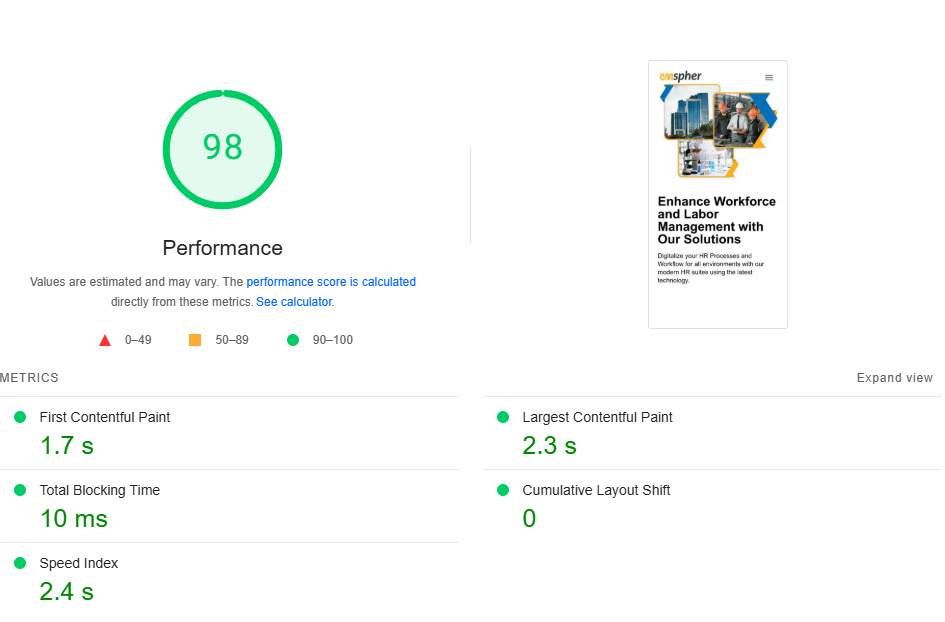 98
Performance
Values are estimated and may vary. The performance score is calculated
directly from these metrics. See calculator.
0–49
50–89
90–100
emspher
Enhance Workforce
and Labor
Management with
Our Solutions
Digitalize your HR Processes and
Workflow for all environments with our
modern HR suites using the latest
technology.
METRICS
Expand view
First Contentful Paint
1.7 s
Largest Contentful Paint
2.3 s
Total Blocking Time
10 ms
Cumulative Layout Shift
0
Speed Index
2.4 s